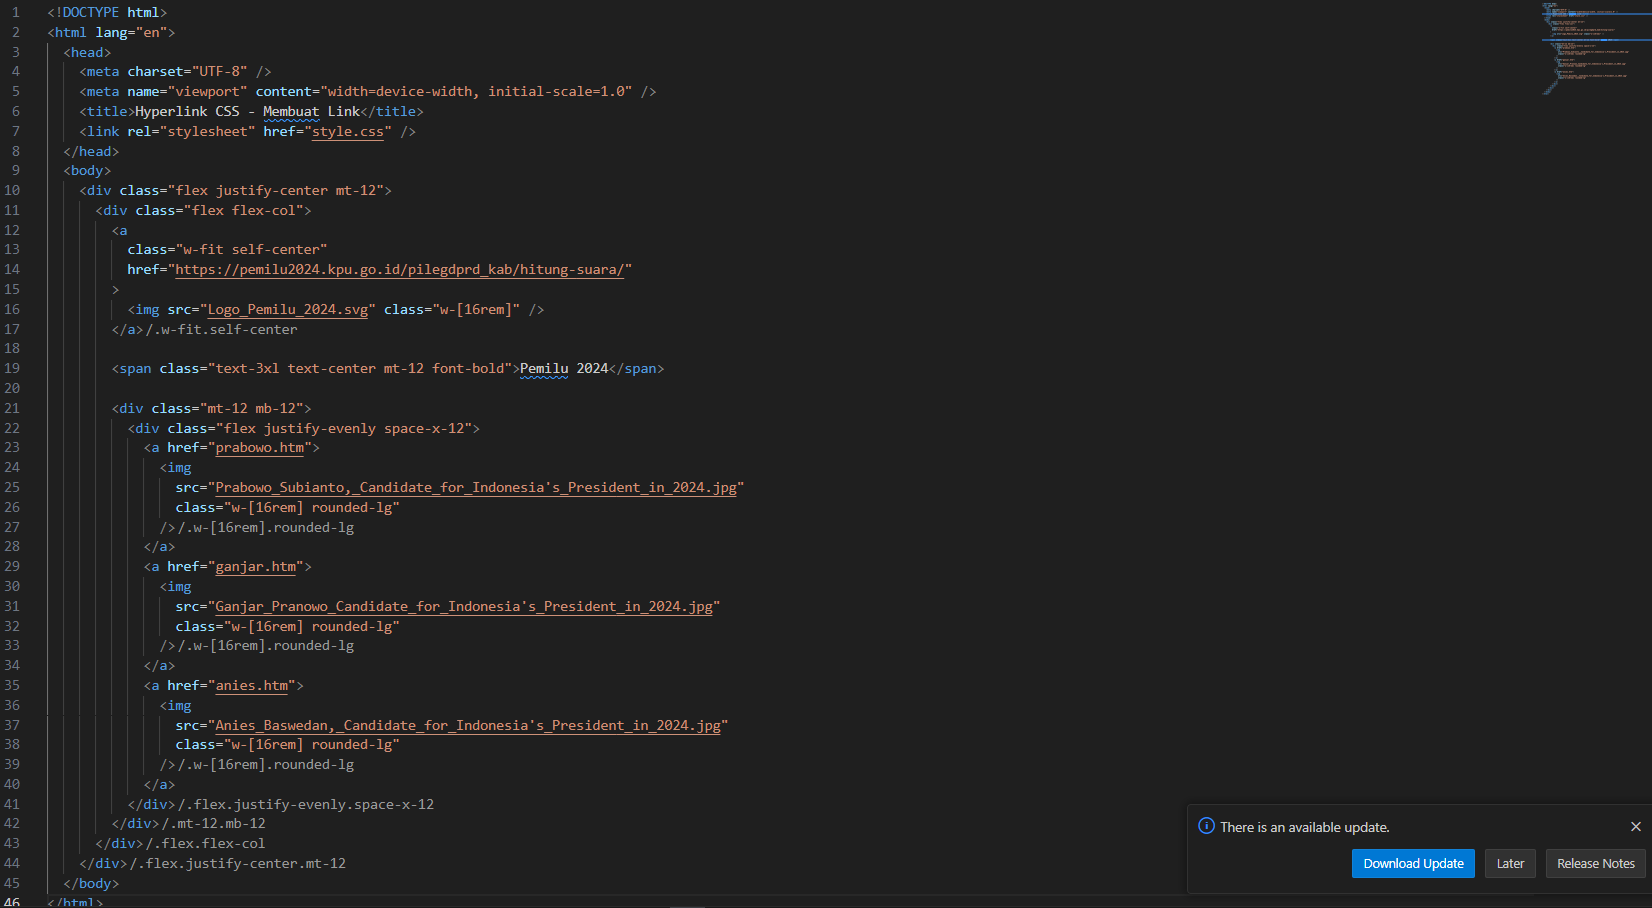 1 <!DOCTYPE html>
2 <html lang="en">
3 <head>
4 <meta charset="UTF-8" />
5 <meta name="viewport" content="width=device-width, initial-scale=1.0" />
6 <title>Hyperlink CSS - Membuat Link</title>
7 <link rel="stylesheet" href="style.css" />
8 </head>
9 <body>
10 <div class="flex justify-center mt-12">
11 <div class="flex flex-col">
12 <a
13 class="w-fit self-center"
14 href="https://pemilu2024.kpu.go.id/pilegdprd_kab/hitung-suara/"
15 >
16 <img src="Logo_Pemilu_2024.svg" class="w-[16rem]" />
17 </a>/.w-fit.self-center
18
19 <span class="text-3xl text-center mt-12 font-bold">Pemilu 2024</span>
20
21 <div class="mt-12 mb-12">
22 <div class="flex justify-evenly space-x-12">
23 <a href="prabowo.htm">
24 <img
25 src="Prabowo_Subianto,_Candidate_for_Indonesia's_President_in_2024.jpg"
26 class="w-[16rem] rounded-lg"
27 />/.w-[16rem].rounded-lg
28 </a>
29 <a href="ganjar.htm">
30 <img
31 src="Ganjar_Pranowo_Candidate_for_Indonesia's_President_in_2024.jpg"
32 class="w-[16rem] rounded-lg"
33 />/.w-[16rem].rounded-lg
34 </a>
35 <a href="anies.htm">
36 <img
37 src="Anies_Baswedan,_Candidate_for_Indonesia's_President_in_2024.jpg"
38 class="w-[16rem] rounded-lg"
39 />/.w-[16rem].rounded-lg
40 </a>
41 </div>/.flex.justify-evenly.space-x-12
42 </div>/.mt-12.mb-12
43 </div>/.flex.flex-col
44 </div>/.flex.justify-center.mt-12
45 </body>
46 </html>
There is an available update.
Download Update Later Release Notes